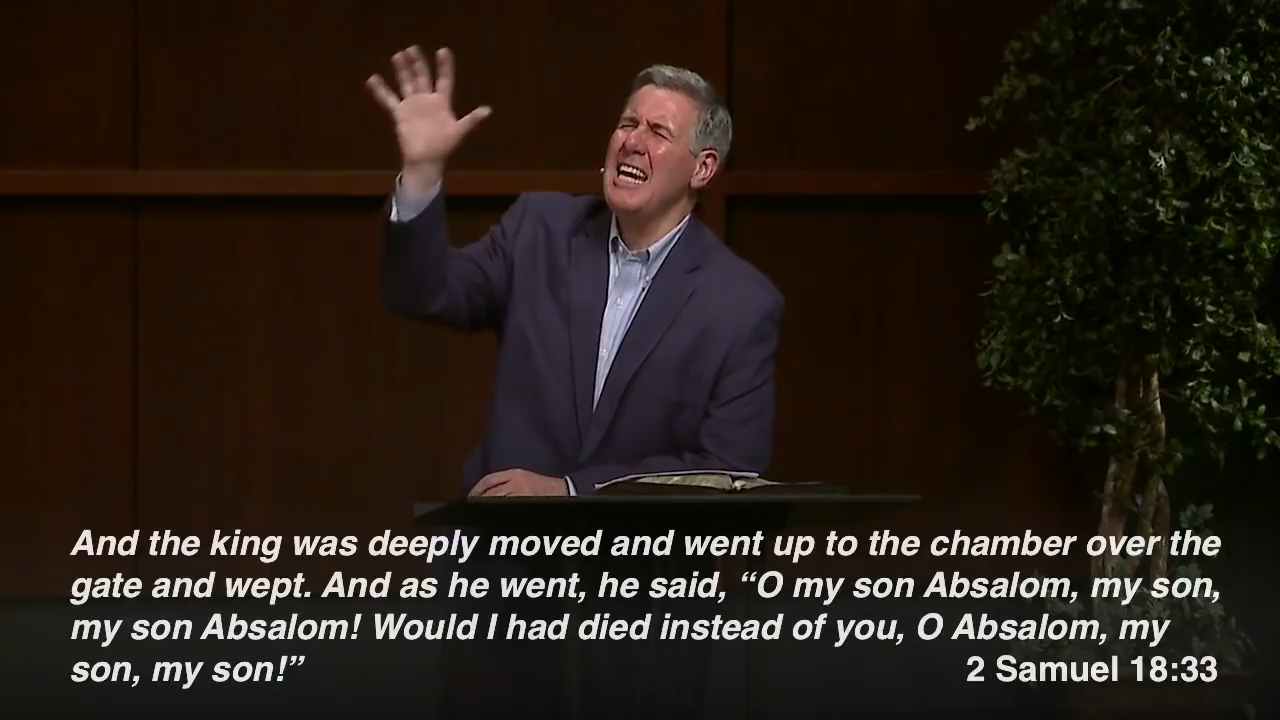 And the king was deeply moved and went up to the chamber over the
gate and wept. And as he went, he said, “O my son Absalom, my son,
my son Absalom! Would I had died instead of you, O Absalom, my
son, my son!” 2 Samuel 18:33